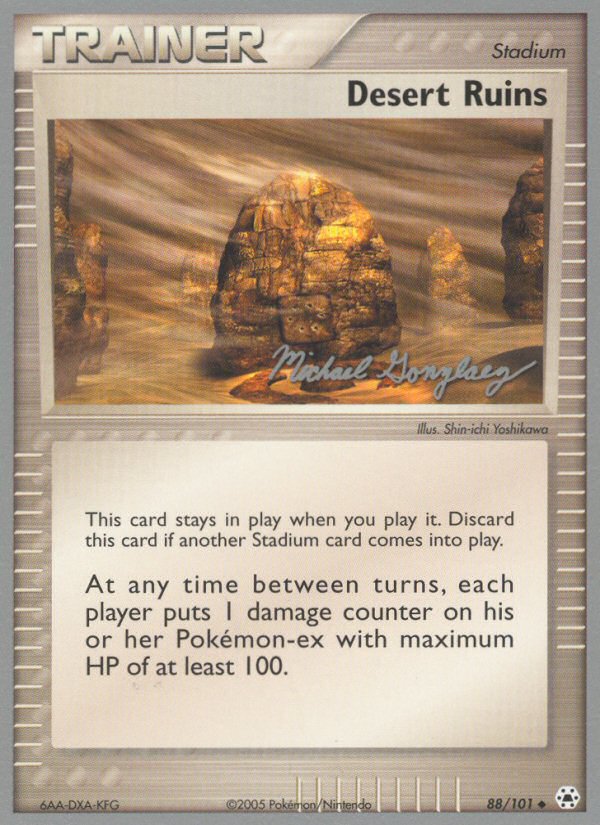 TRAINER
Stadium
Desert Ruins
Michael Gonzlaez
Illus. Shin-ichi Yoshikawa
This card stays in play when you play it. Discard
this card if another Stadium card comes into play.
At any time between turns, each
player puts 1 damage counter on his
or her Pokémon-ex with maximum
HP of at least 100.
6AA-DXA-KFG
©2005 Pokémon/Nintendo
88/101